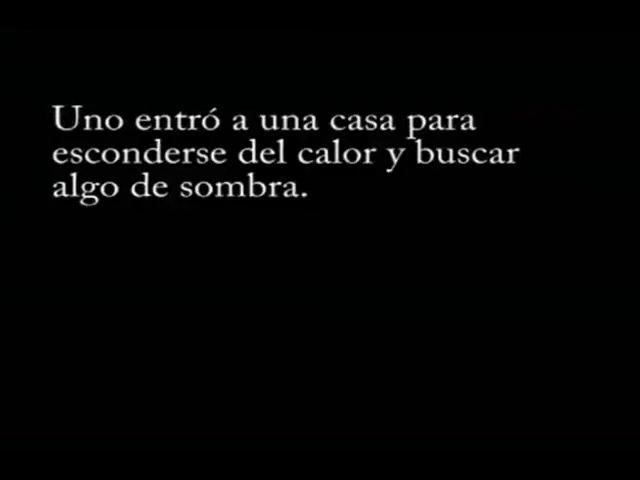 Uno entró a una casa para
esconderse del calor y buscar
algo de sombra.